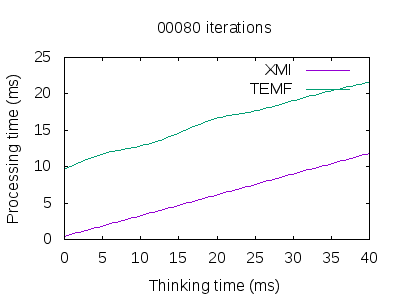 00080 iterations
Processing time (ms)
25
20
15
10
5
0
XMI
TEMF
0 5 10 15 20 25 30 35 40
Thinking time (ms)